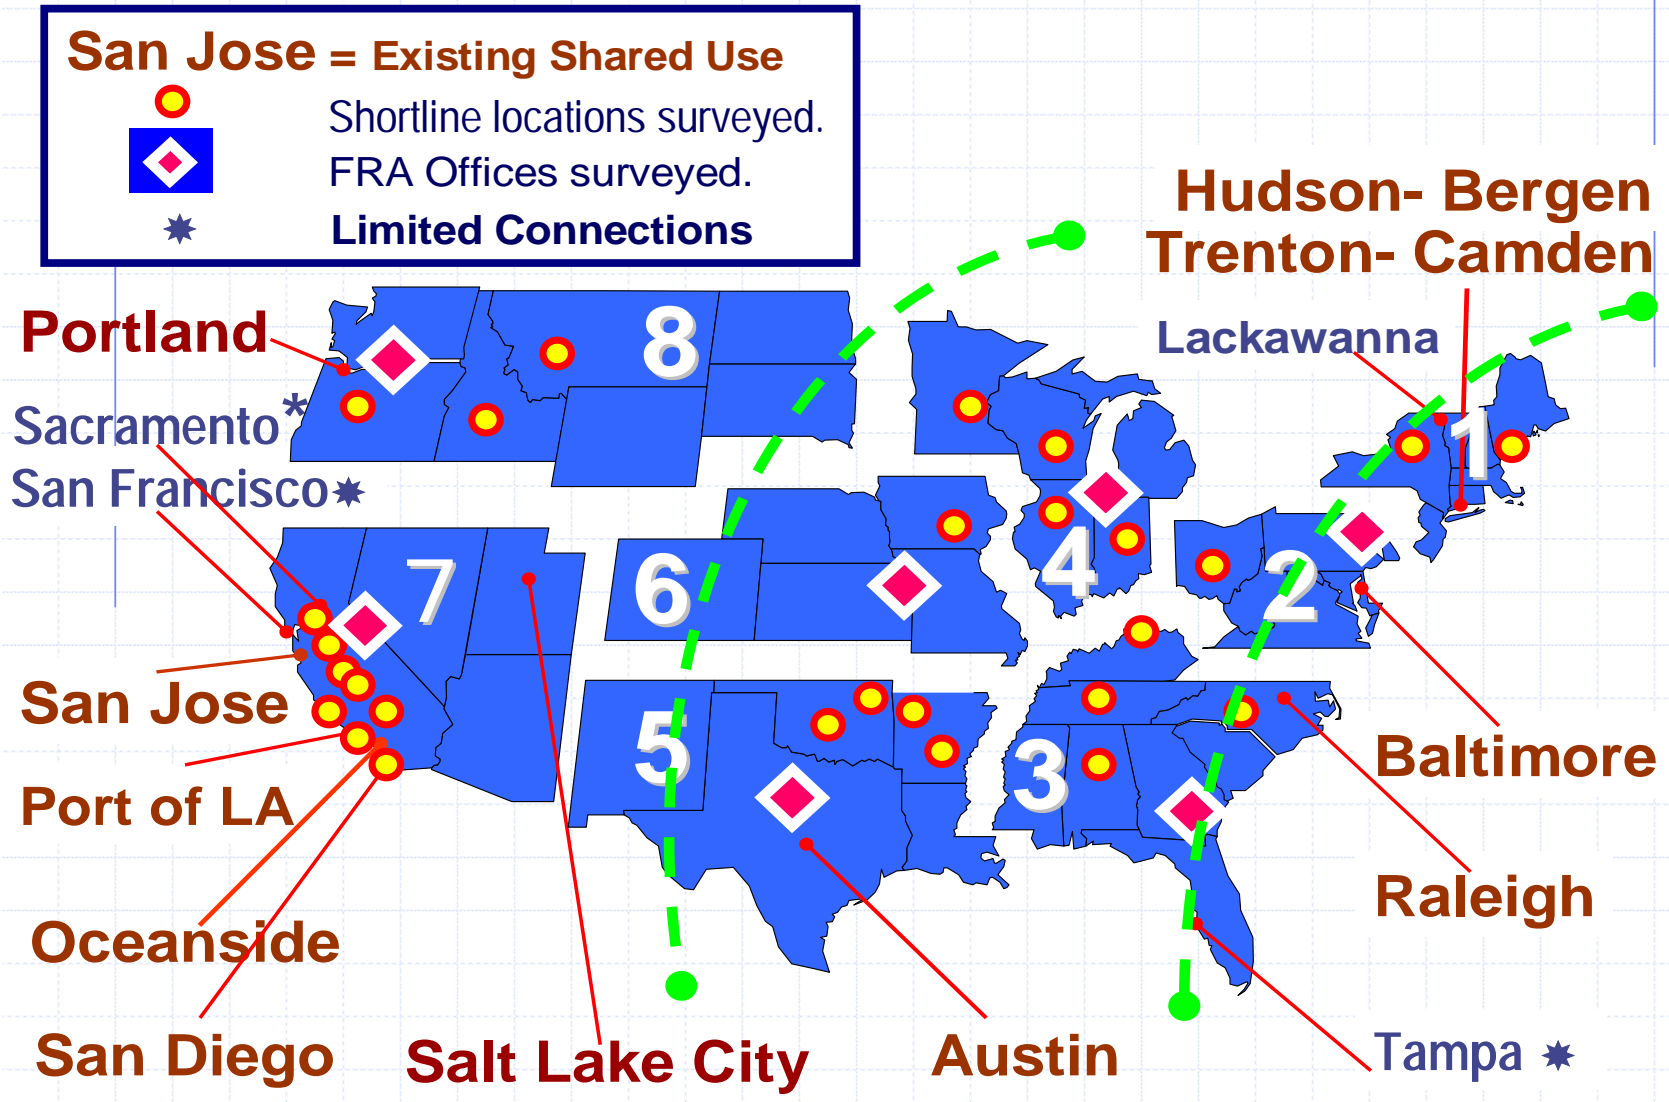 San Jose = Existing Shared Use
Shortline locations surveyed.
FRA Offices surveyed.
Limited Connections
Hudson- Bergen
Trenton- Camden
Lackawanna
Portland
Sacramento*
San Francisco
8
1
7
6
4
2
5
3
San Jose
Port of LA
Baltimore
Raleigh
Oceanside
San Diego
Salt Lake City
Austin
Tampa